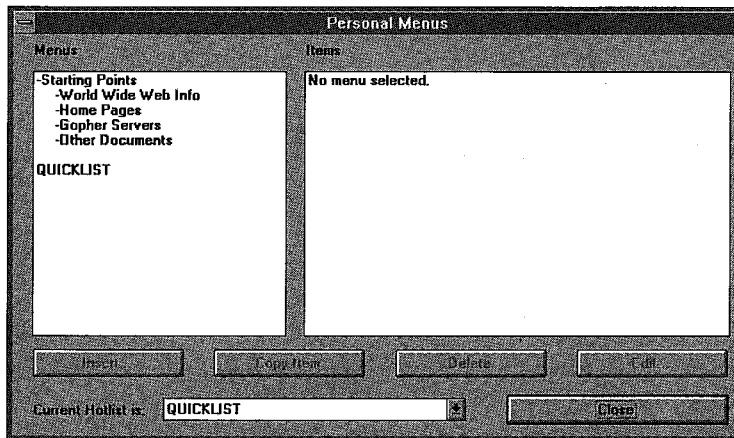 Personal Menus
Menus
Items
-Starting Points
-World Wide Web Info
-Home Pages
-Gopher Servers
-Other Documents
QUICKLIST
No menu selected.
Insert...
Copy Item
Delete
Edit...
Current Hotlist is:
QUICKLIST
Close